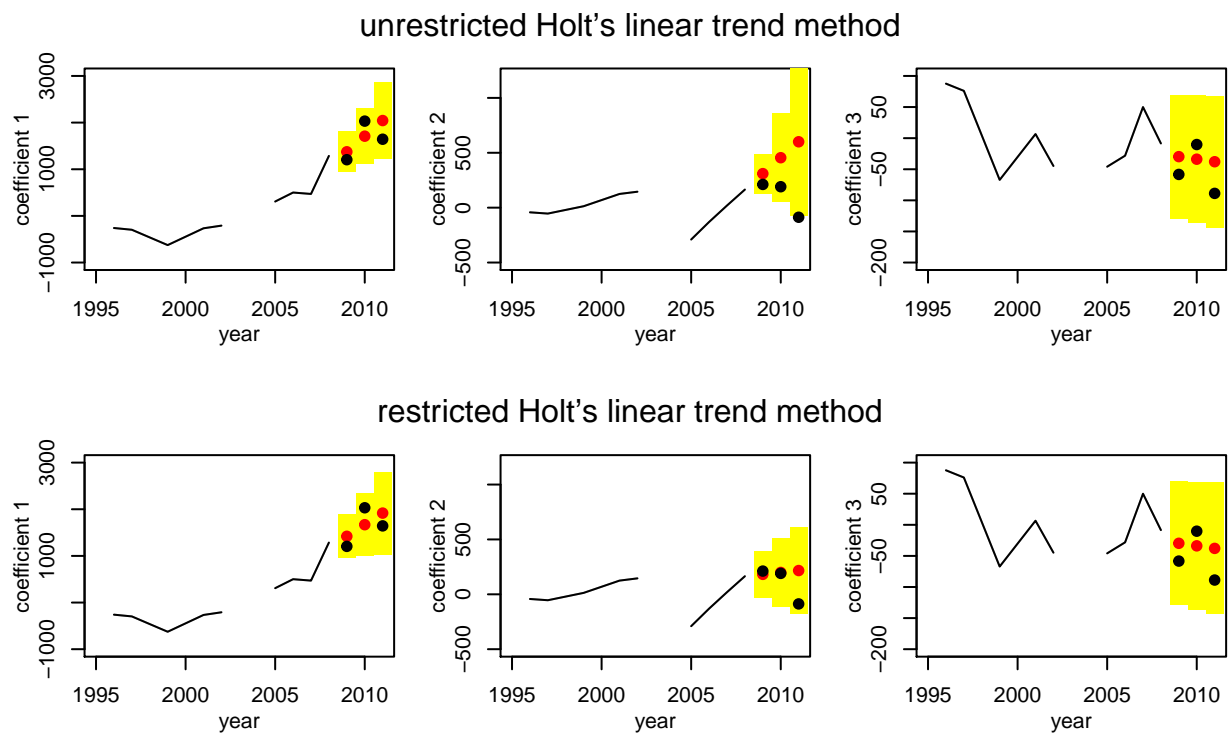 unrestricted Holt's linear trend method
coefficient 1
3000
1000
−1000
1995 2000 2005 2010
year
coefficient 2
500
0
−500
1995 2000 2005 2010
year
coefficient 3
50
−50
−200
1995 2000 2005 2010
year
restricted Holt's linear trend method
coefficient 1
3000
1000
−1000
1995 2000 2005 2010
year
coefficient 2
500
0
−500
1995 2000 2005 2010
year
coefficient 3
50
−50
−200
1995 2000 2005 2010
year